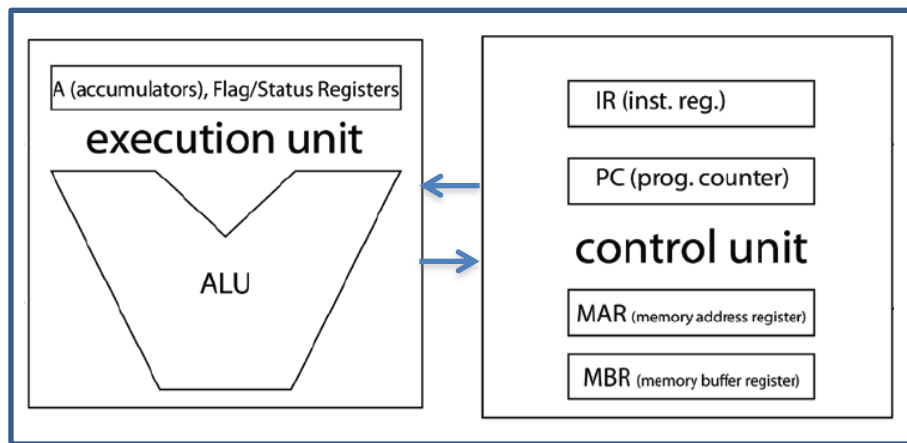 A (accumulators), Flag/Status Registers
execution unit
ALU
IR (inst. reg.)
PC (prog. counter)
control unit
MAR (memory address register)
MBR (memory buffer register)